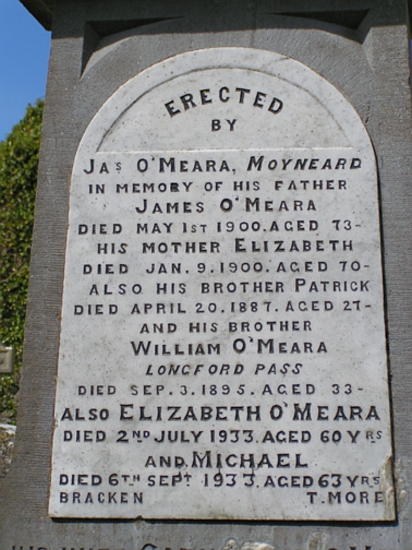 ERECTED
BY
JAS O'MEARA, MOYNEARD
IN MEMORY OF HIS FATHER
JAMES O'MEARA
DIED MAY 1ST 1900. AGED 73-
HIS MOTHER ELIZABETH
DIED JAN. 9. 1900. AGED 70-
ALSO HIS BROTHER PATRICK
DIED APRIL 20. 1887. AGED 27-
AND HIS BROTHER
WILLIAM O'MEARA
LONGFORD PASS
DIED SEP. 3. 1895. AGED 33-
ALSO ELIZABETH O'MEARA
DIED 2ND JULY 1933. AGED 60 YRS
AND MICHAEL
DIED 6TH SEPT 1933. AGED 63 YRS
BRACKEN T.MORE